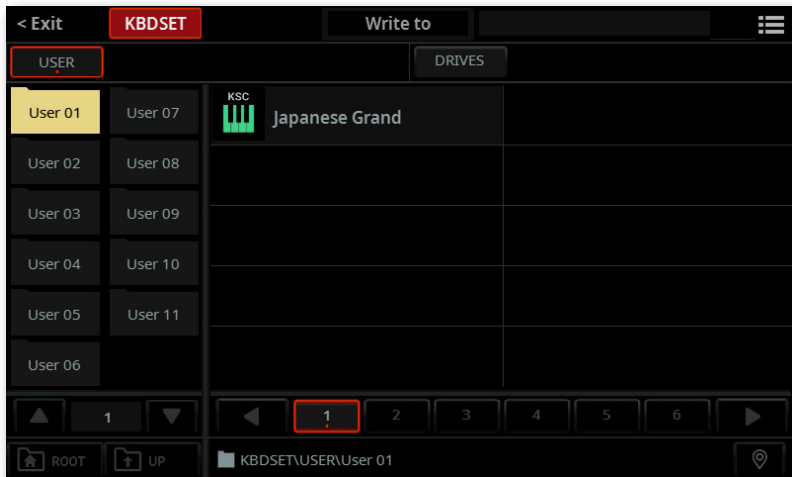 < Exit KBDSET Write to
USER DRIVES
User 01 User 07 KSC Japanese Grand
User 02 User 08
User 03 User 09
User 04 User 10
User 05 User 11
User 06
1 1 2 3 4 5 6
ROOT UP KBDSET\USER\User 01